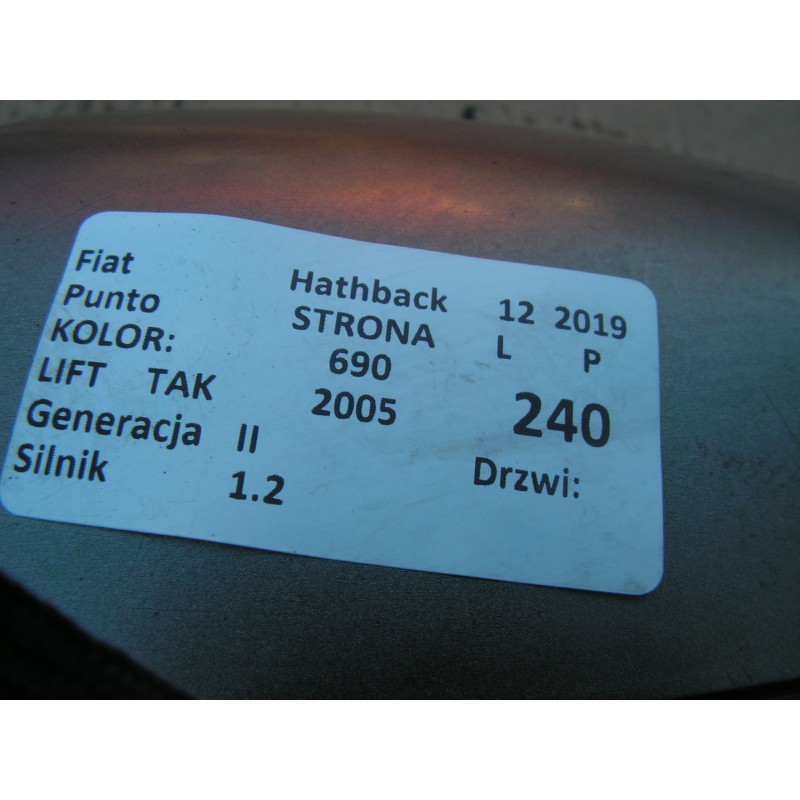 Fiat Hathback 12 2019
Punto STRONA L P
KOLOR: 690
LIFT TAK 2005 240
Generacja II
Silnik 1.2 Drzwi: